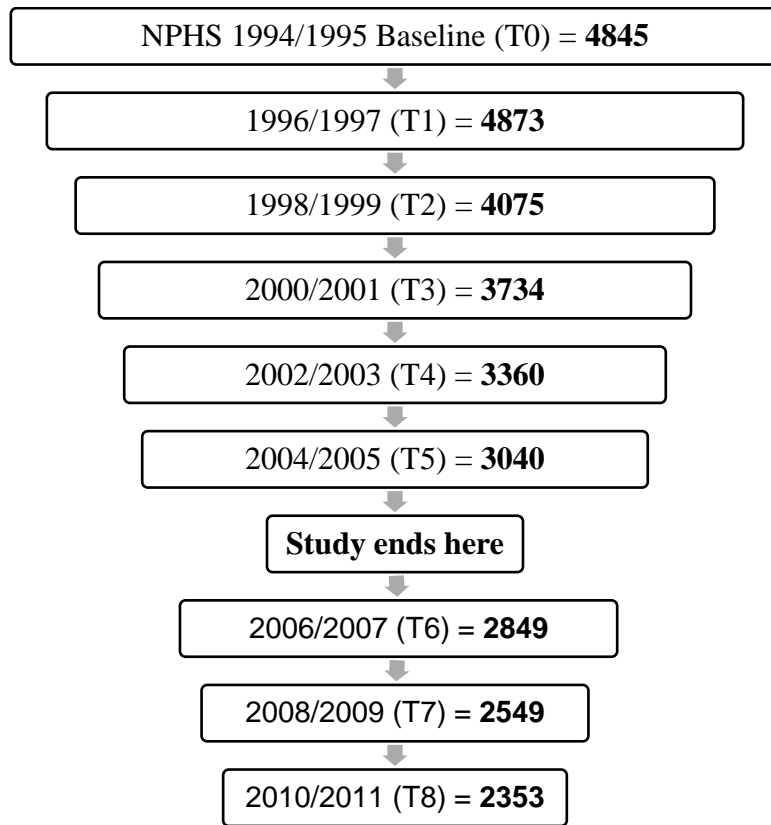 NPHS 1994/1995 Baseline (T0) = 4845
1996/1997 (T1) = 4873
1998/1999 (T2) = 4075
2000/2001 (T3) = 3734
2002/2003 (T4) = 3360
2004/2005 (T5) = 3040
Study ends here
2006/2007 (T6) = 2849
2008/2009 (T7) = 2549
2010/2011 (T8) = 2353